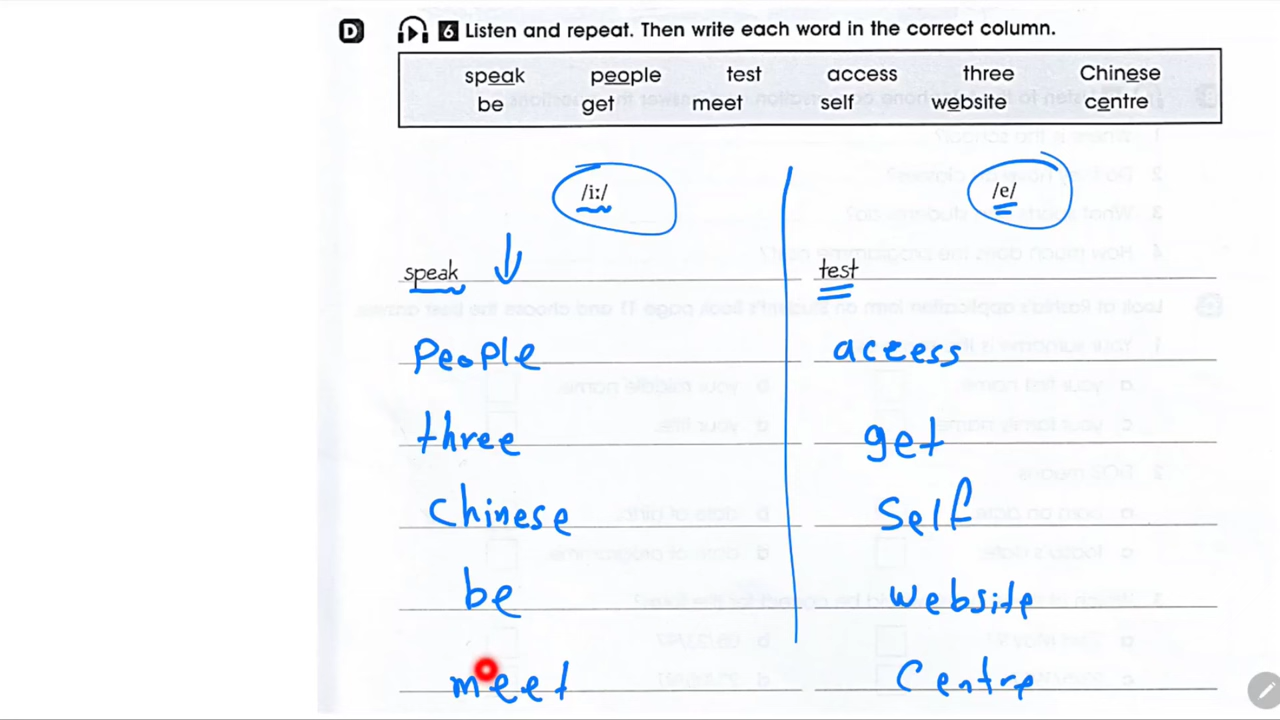 D 6 Listen and repeat. Then write each word in the correct column.
speak people test access three Chinese
be get meet self website centre
/iː/ /e/
speak test
People access
three get
Chinese Self
be website
meet Centre